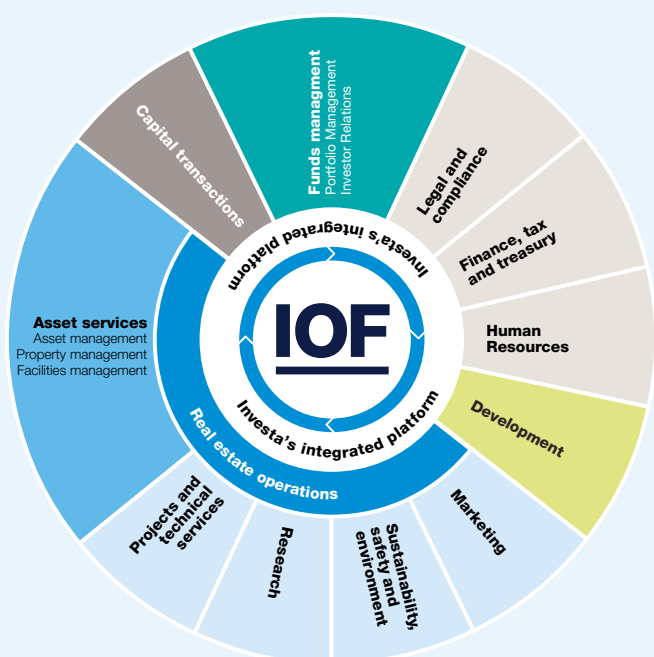 Funds managment
Portfolio Management
Investor Relations
Legal and
compliance
Finance, tax
and treasury
Human
Resources
Development
Marketing
Sustainability,
safety and
environment
Research
Projects and
technical
services
Asset services
Asset management
Property management
Facilities management
Capital transactions
Real estate operations
Investa's integrated platform
IOF
Investa's integrated platform